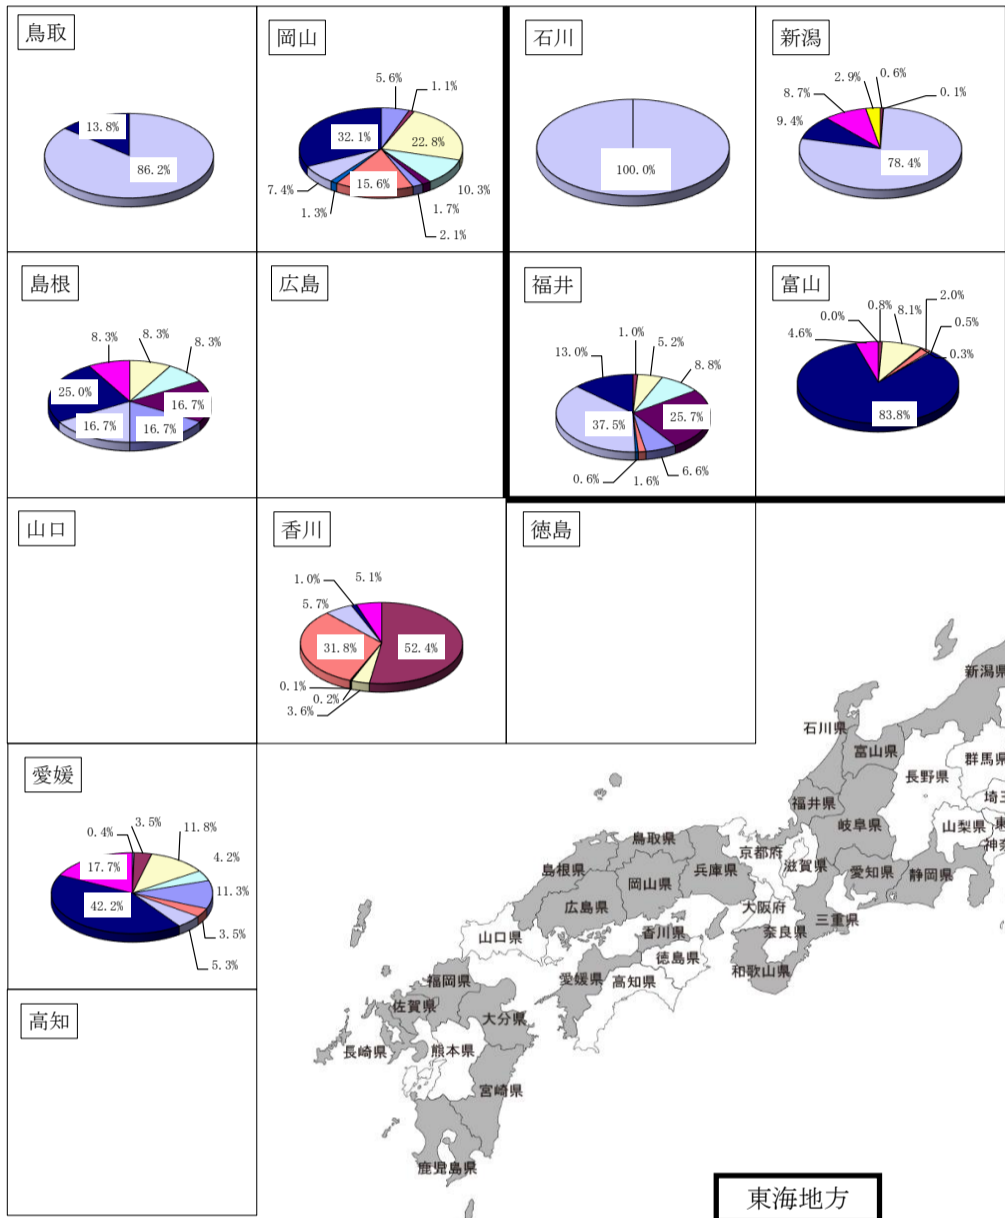 鳥取
13.8%
86.2%
岡山
5.6%
1.1%
32.1%
22.8%
7.4%
15.6%
10.3%
1.3%
1.7%
2.1%
石川
100.0%
新潟
0.6%
2.9%
0.1%
8.7%
9.4%
78.4%
島根
8.3%
8.3%
8.3%
25.0%
16.7%
16.7%
16.7%
広島
福井
1.0%
5.2%
13.0%
8.8%
37.5%
25.7%
0.6%
1.6%
6.6%
富山
2.0%
0.8%
8.1%
0.0%
0.5%
4.6%
0.3%
83.8%
山口
香川
1.0%
5.1%
5.7%
31.8%
52.4%
0.1%
0.2%
3.6%
徳島
愛媛
3.5%
0.4%
11.8%
17.7%
4.2%
11.3%
42.2%
3.5%
5.3%
高知
新潟県
石川県
富山県
群馬県
長野県
福井県
岐阜県
山梨県
鳥取県
京都府
滋賀県
島根県
岡山県
兵庫県
愛知県
静岡県
広島県
大阪府
三重県
香川県
奈良県
山口県
徳島県
和歌山県
愛媛県
高知県
福岡県
佐賀県
大分県
長崎県
熊本県
宮崎県
鹿児島県
東海地方